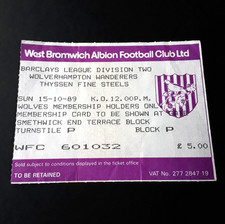 West Bromwich Albion Football Club Ltd
BARCLAYS LEAGUE DIVISION TWO
WOLVERHAMPTON WANDERERS
THYSSEN FINE STEELS
SUN 15-10-89 K.O.12.00P.M.
WOLVES MEMBERSHIP HOLDERS ONLY
MEMBERSHIP CARD TO BE SHOWN AT
SMETHWICK END TERRACE BLOCK
TURNSTILE P BLOCK P
WFC 601032 £ 5.00
Sold subject to conditions displayed in the ticket office
TO BE RETAINED VAT No. 277 2847 19